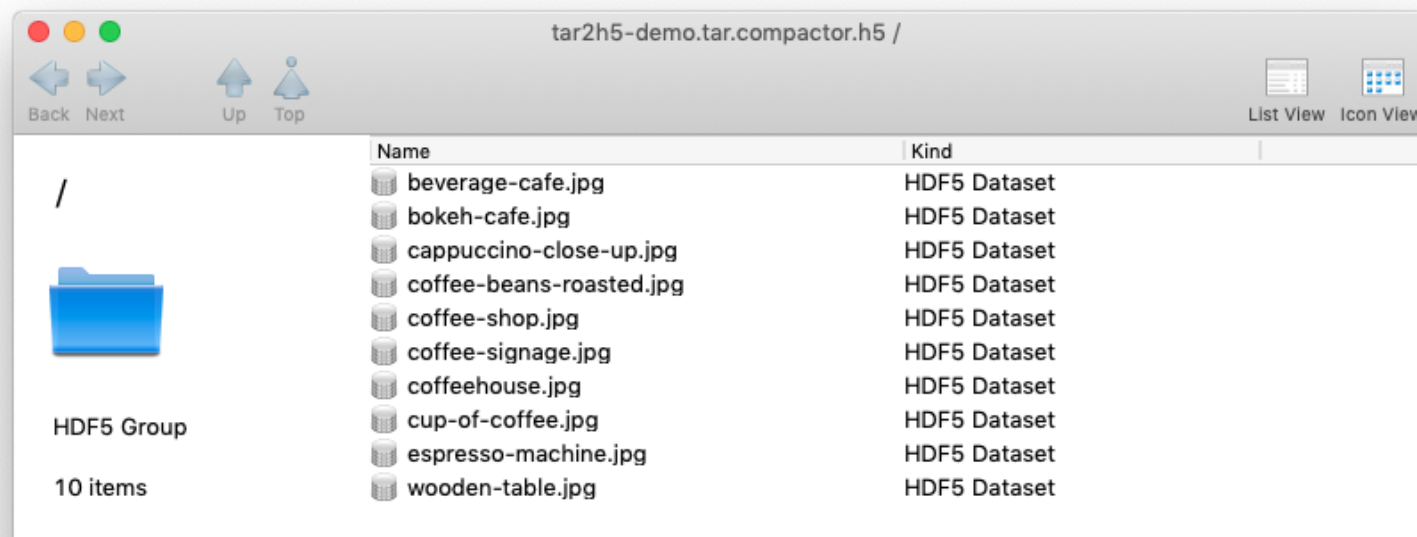 tar2h5-demo.tar.compactor.h5 /
Back Next Up Top List View Icon View
Name Kind
/
beverage-cafe.jpg HDF5 Dataset
bokeh-cafe.jpg HDF5 Dataset
cappuccino-close-up.jpg HDF5 Dataset
coffee-beans-roasted.jpg HDF5 Dataset
coffee-shop.jpg HDF5 Dataset
coffee-signage.jpg HDF5 Dataset
coffeehouse.jpg HDF5 Dataset
cup-of-coffee.jpg HDF5 Dataset
espresso-machine.jpg HDF5 Dataset
wooden-table.jpg HDF5 Dataset
HDF5 Group
10 items